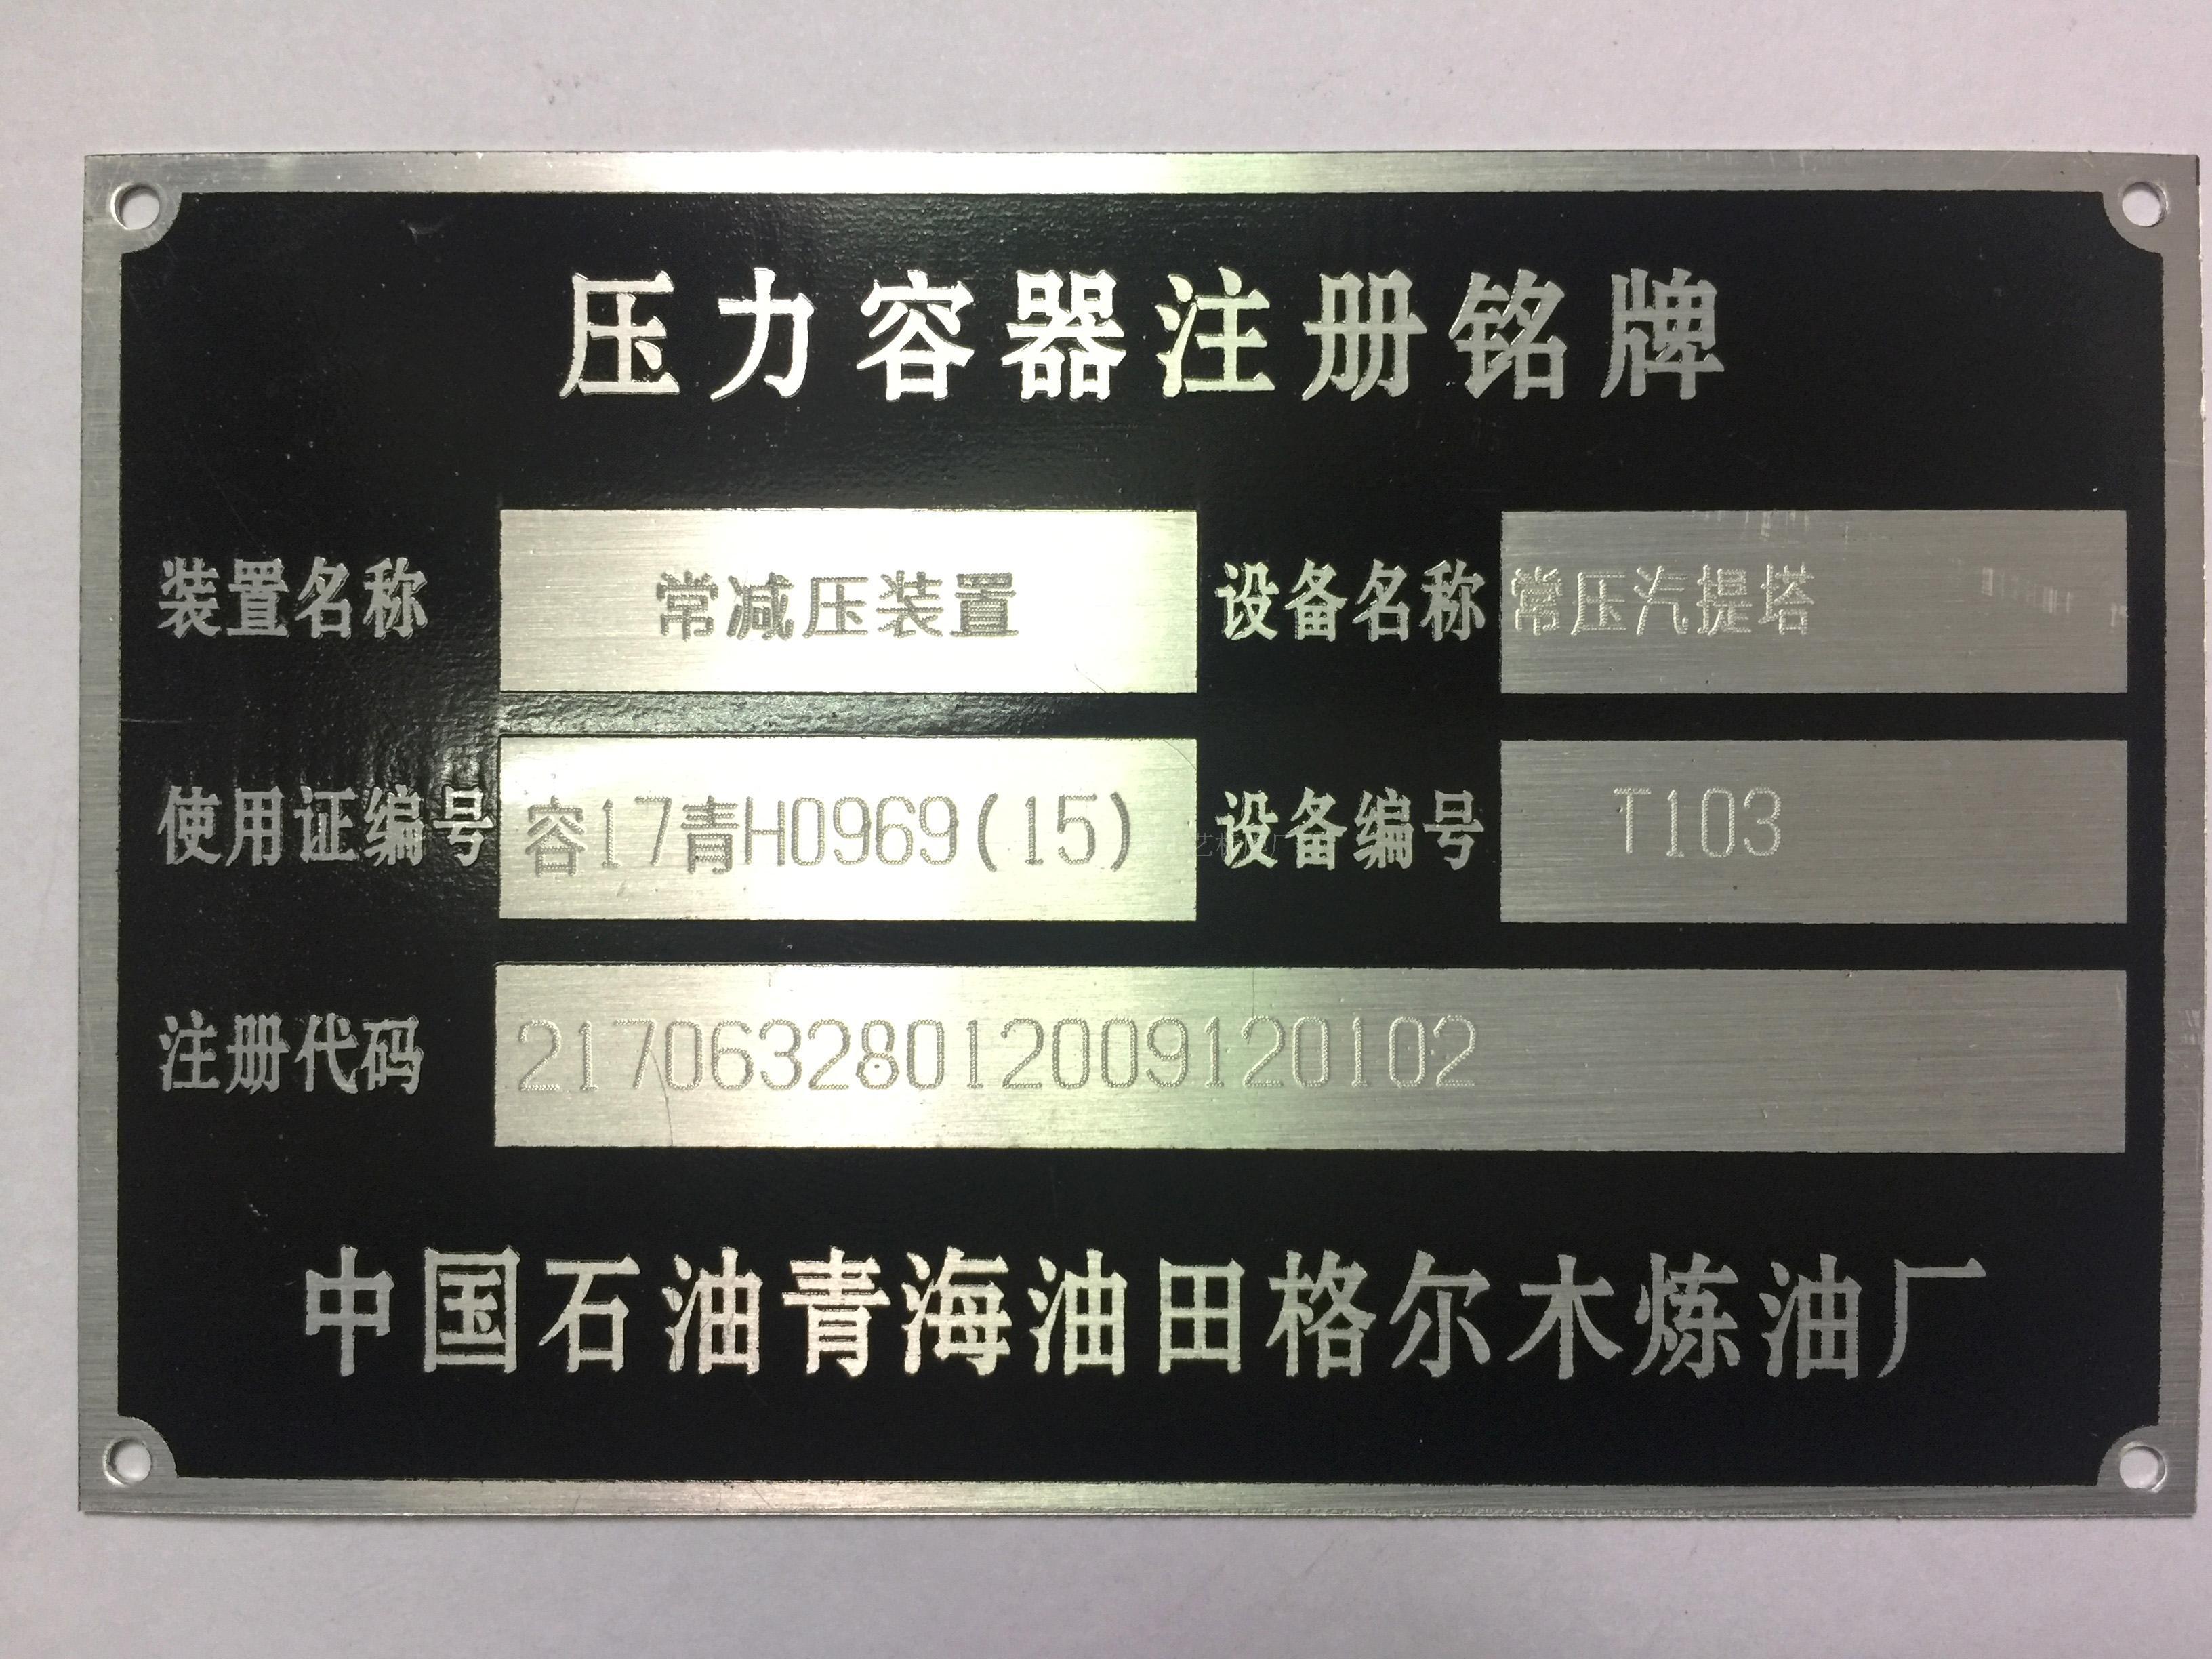 压力容器注册铭牌
装置名称 常减压装置 设备名称 常压汽提塔
使用证编号 容17青H0969(15) 设备编号 T103
注册代码 21706328012009120102
中国石油青海油田格尔木炼油厂